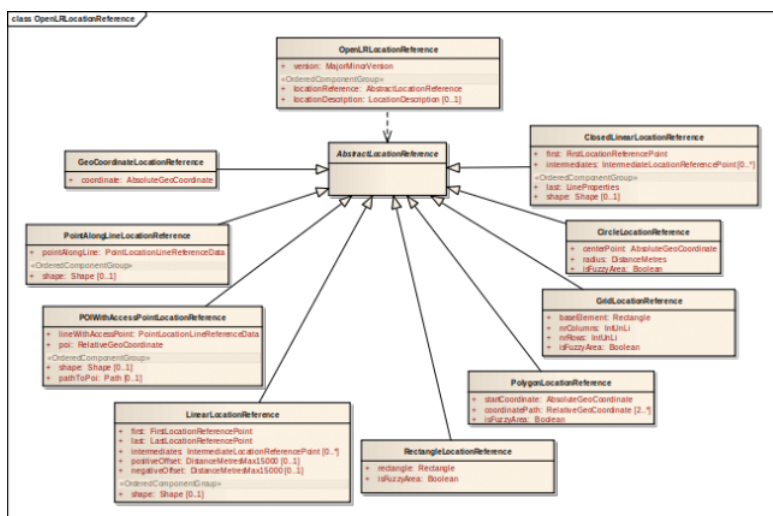 class OpenLRLocationReference
OpenLRLocationReference
+ version: MajorMinorVersion
«OrderedComponentGroup»
+ locationReference: AbstractLocationReference
+ locationDescription: LocationDescription [0..1]
AbstractLocationReference
GeoCoordinateLocationReference
+ coordinate: AbsoluteGeoCoordinate
ClosedLinearLocationReference
+ first: FirstLocationReferencePoint
+ intermediates: IntermediateLocationReferencePoint [0..*]
«OrderedComponentGroup»
+ last: LineProperties
+ shape: Shape [0..1]
PointAlongLineLocationReference
+ pointAlongLine: PointLocationLineReferenceData
«OrderedComponentGroup»
+ shape: Shape [0..1]
CircleLocationReference
+ centerPoint: AbsoluteGeoCoordinate
+ radius: DistanceMetres
+ isFuzzyArea: Boolean
POIWithAccessPointLocationReference
+ lineWithAccessPoint: PointLocationLineReferenceData
+ poi: RelativeGeoCoordinate
«OrderedComponentGroup»
+ shape: Shape [0..1]
+ pathToPoi: Path [0..1]
GridLocationReference
+ baseElement: Rectangle
+ nrColumns: IntUnLi
+ nrRows: IntUnLi
+ isFuzzyArea: Boolean
PolygonLocationReference
+ startCoordinate: AbsoluteGeoCoordinate
+ coordinatePath: RelativeGeoCoordinate [2..*]
+ isFuzzyArea: Boolean
LinearLocationReference
+ first: FirstLocationReferencePoint
+ last: LastLocationReferencePoint
+ intermediates: IntermediateLocationReferencePoint [0..*]
+ positiveOffset: DistanceMetresMax15000 [0..1]
+ negativeOffset: DistanceMetresMax15000 [0..1]
«OrderedComponentGroup»
+ shape: Shape [0..1]
RectangleLocationReference
+ rectangle: Rectangle
+ isFuzzyArea: Boolean